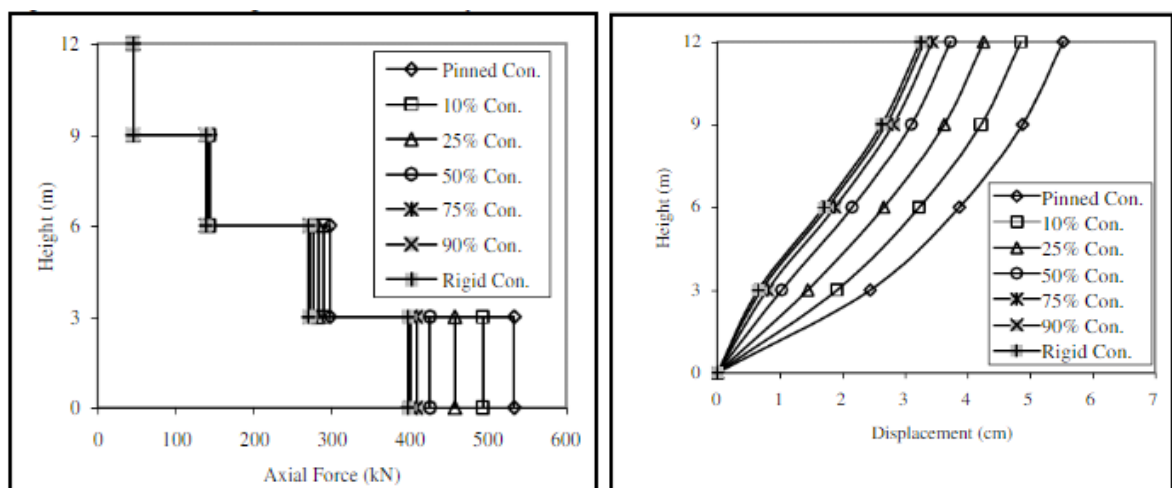 12
9
6
3
0
Height (m)
0
100
200
300
400
500
600
Axial Force (kN)
Pinned Con.
10% Con.
25% Con.
50% Con.
75% Con.
90% Con.
Rigid Con.
12
9
6
3
0
Height (m)
0
1
2
3
4
5
6
7
Displacement (cm)
Pinned Con.
10% Con.
25% Con.
50% Con.
75% Con.
90% Con.
Rigid Con.